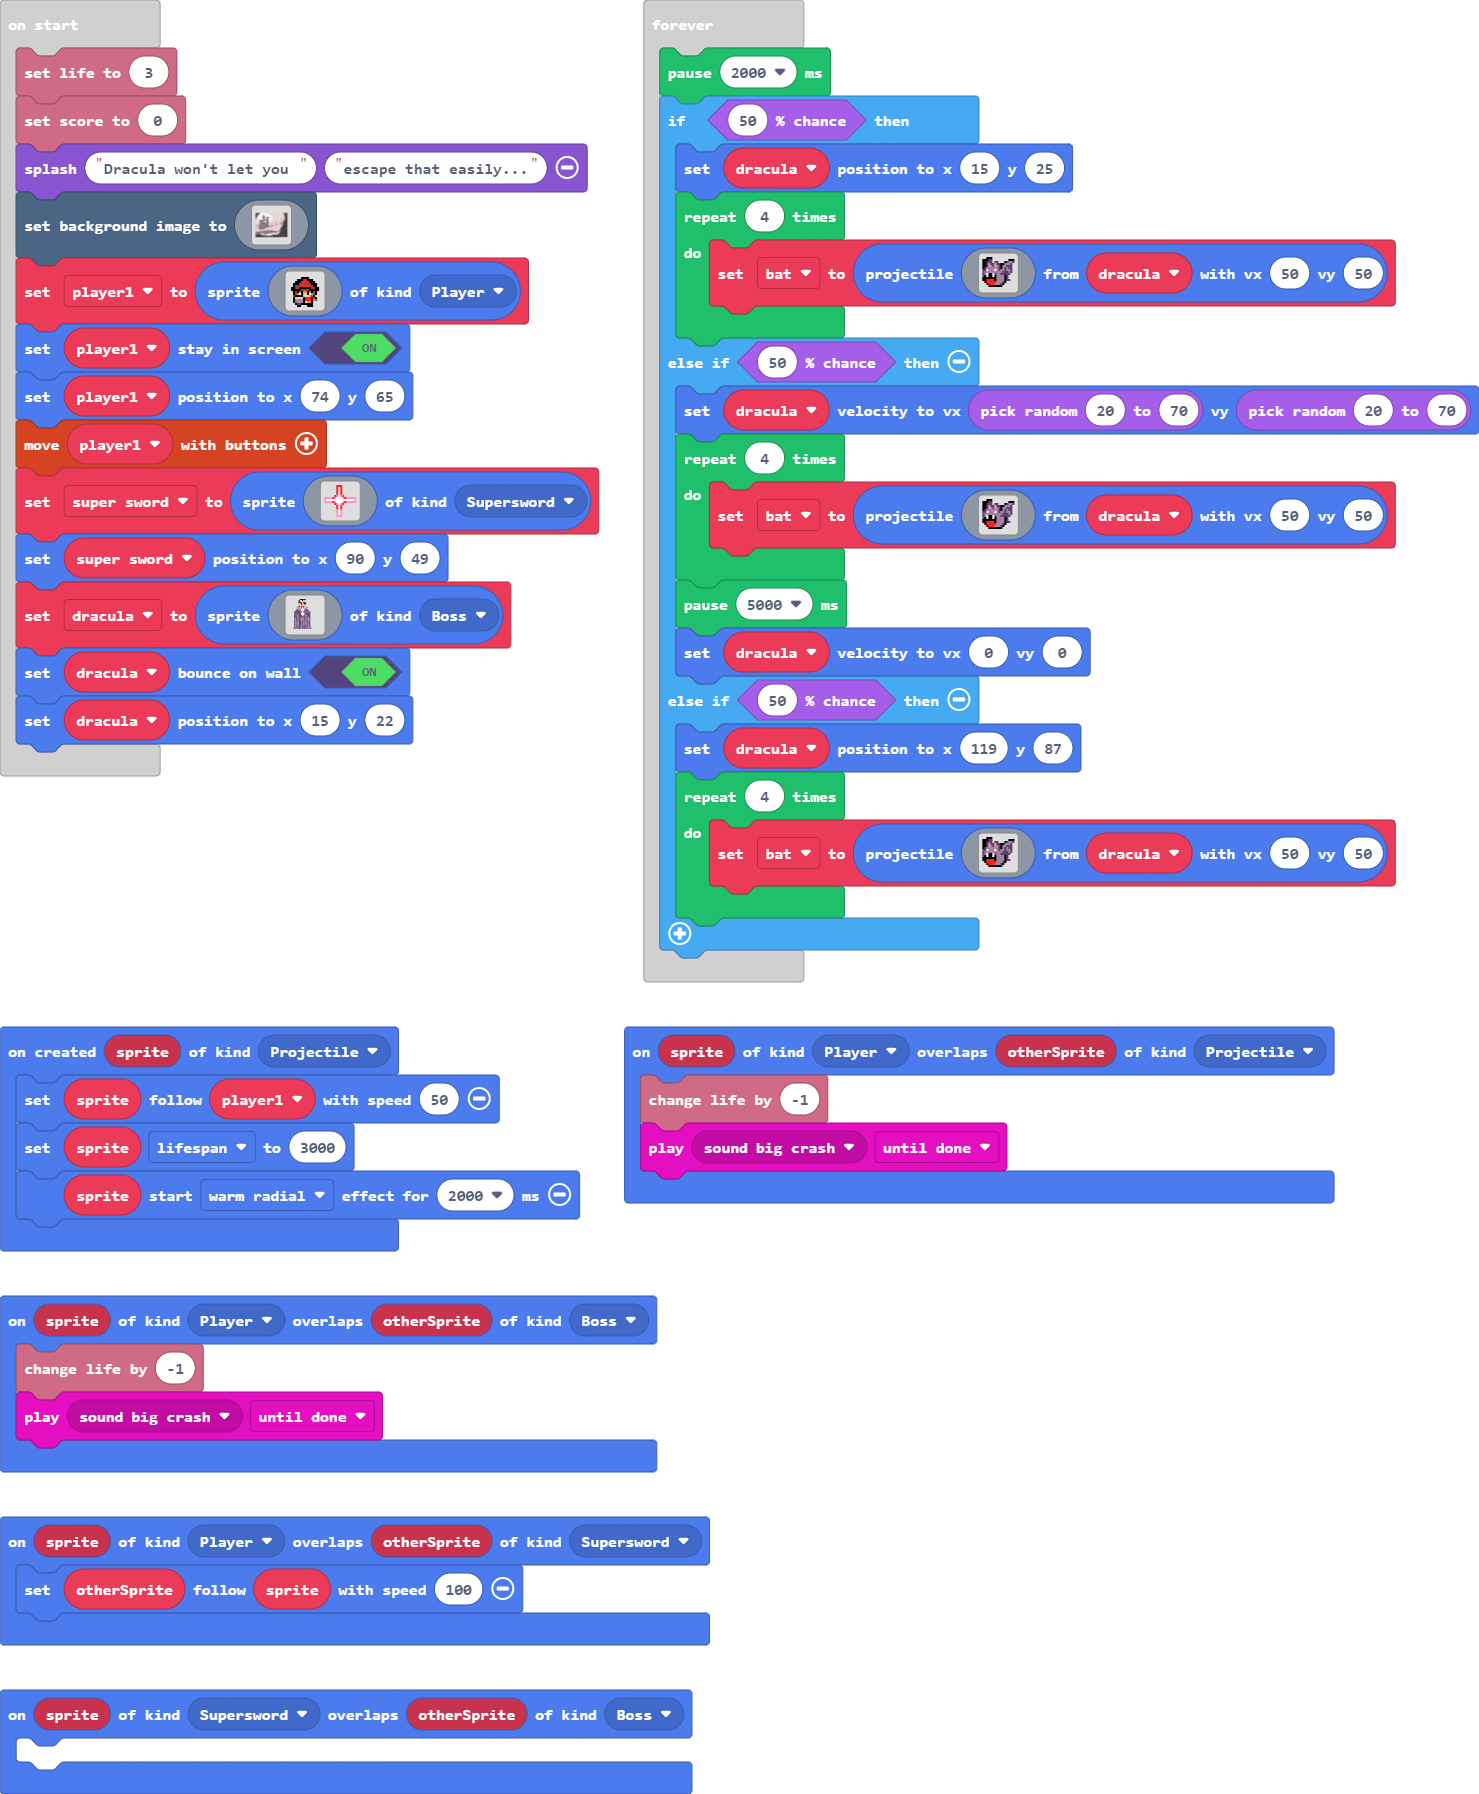 on start
set life to 3
set score to 0
splash "Dracula won't let you " "escape that easily..."
set background image to
set player1 to sprite of kind Player
set player1 stay in screen ON
set player1 position to x 74 y 65
move player1 with buttons
set super sword to sprite of kind Supersword
set super sword position to x 90 y 49
set dracula to sprite of kind Boss
set dracula bounce on wall ON
set dracula position to x 15 y 22
forever
pause 2000 ms
if 50 % chance then
set dracula position to x 15 y 25
repeat 4 times
do
set bat to projectile from dracula with vx 50 vy 50
else if 50 % chance then
set dracula velocity to vx pick random 20 to 70 vy pick random 20 to 70
repeat 4 times
do
set bat to projectile from dracula with vx 50 vy 50
pause 5000 ms
set dracula velocity to vx 0 vy 0
else if 50 % chance then
set dracula position to x 119 y 87
repeat 4 times
do
set bat to projectile from dracula with vx 50 vy 50
on created sprite of kind Projectile
set sprite follow player1 with speed 50
set sprite lifespan to 3000
sprite start warm radial effect for 2000 ms
on sprite of kind Player overlaps otherSprite of kind Projectile
change life by -1
play sound big crash until done
on sprite of kind Player overlaps otherSprite of kind Boss
change life by -1
play sound big crash until done
on sprite of kind Player overlaps otherSprite of kind Supersword
set otherSprite follow sprite with speed 100
on sprite of kind Supersword overlaps otherSprite of kind Boss